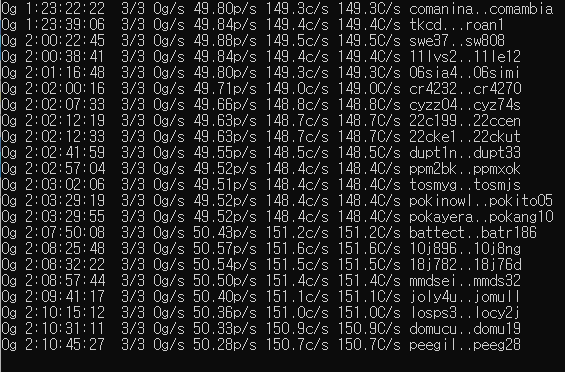 0g 1:23:22:22  3/3 0g/s 49.80p/s 149.3c/s 149.3C/s comanina..comambia
0g 1:23:39:06  3/3 0g/s 49.84p/s 149.4c/s 149.4C/s tkcd...roan1
0g 2:00:22:45  3/3 0g/s 49.88p/s 149.5c/s 149.5C/s swe37..sw808
0g 2:00:38:41  3/3 0g/s 49.84p/s 149.4c/s 149.4C/s 11lys2..11le12
0g 2:01:16:48  3/3 0g/s 49.80p/s 149.3c/s 149.3C/s 06sia4..06simi
0g 2:02:00:16  3/3 0g/s 49.71p/s 149.0c/s 149.0C/s cr4232..cr4270
0g 2:02:07:33  3/3 0g/s 49.66p/s 148.8c/s 148.8C/s cyzz04..cyz74s
0g 2:02:12:19  3/3 0g/s 49.63p/s 148.7c/s 148.7C/s 22c199..22ccen
0g 2:02:12:33  3/3 0g/s 49.63p/s 148.7c/s 148.7C/s 22cke1..22ckut
0g 2:02:41:59  3/3 0g/s 49.55p/s 148.5c/s 148.5C/s dupt1n..dupt33
0g 2:02:57:04  3/3 0g/s 49.52p/s 148.4c/s 148.4C/s ppm2bk..ppmxok
0g 2:03:02:06  3/3 0g/s 49.51p/s 148.4c/s 148.4C/s tosmyg..tosmjs
0g 2:03:29:19  3/3 0g/s 49.52p/s 148.4c/s 148.4C/s pokinowl..pokito05
0g 2:03:29:55  3/3 0g/s 49.52p/s 148.4c/s 148.4C/s pokayera..pokang10
0g 2:07:50:08  3/3 0g/s 50.43p/s 151.2c/s 151.2C/s battect..batr186
0g 2:08:25:48  3/3 0g/s 50.57p/s 151.6c/s 151.6C/s 10j896..10j8ng
0g 2:08:32:22  3/3 0g/s 50.54p/s 151.5c/s 151.5C/s 18j782..18j76d
0g 2:08:57:44  3/3 0g/s 50.50p/s 151.4c/s 151.4C/s mmdsei..mmds32
0g 2:09:41:17  3/3 0g/s 50.40p/s 151.1c/s 151.1C/s joly4u..jomull
0g 2:10:15:12  3/3 0g/s 50.36p/s 151.0c/s 151.0C/s losps3..locy2j
0g 2:10:31:11  3/3 0g/s 50.33p/s 150.9c/s 150.9C/s domucu..domu19
0g 2:10:45:27  3/3 0g/s 50.28p/s 150.7c/s 150.7C/s peegil..peeg28